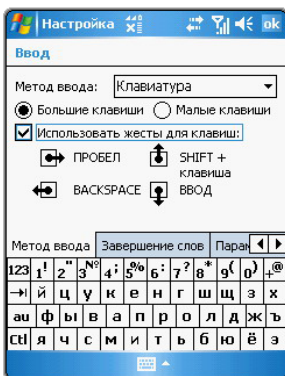 Настройка ok
Ввод
Метод ввода: Клавиатура
Большие клавиши Малые клавиши
Использовать жесты для клавиш:
ПРОБЕЛ SHIFT +
клавиша
BACKSPACE ВВОД
Метод ввода Завершение слов Парам
123 1! 2" 3№ 4; 5% 6: 7? 8* 9( 0) +@
й ц у к е н г ш щ з х
au ф ы в а п р о л д ж ъ
Ctl я ч с м и т ь б ю ё э